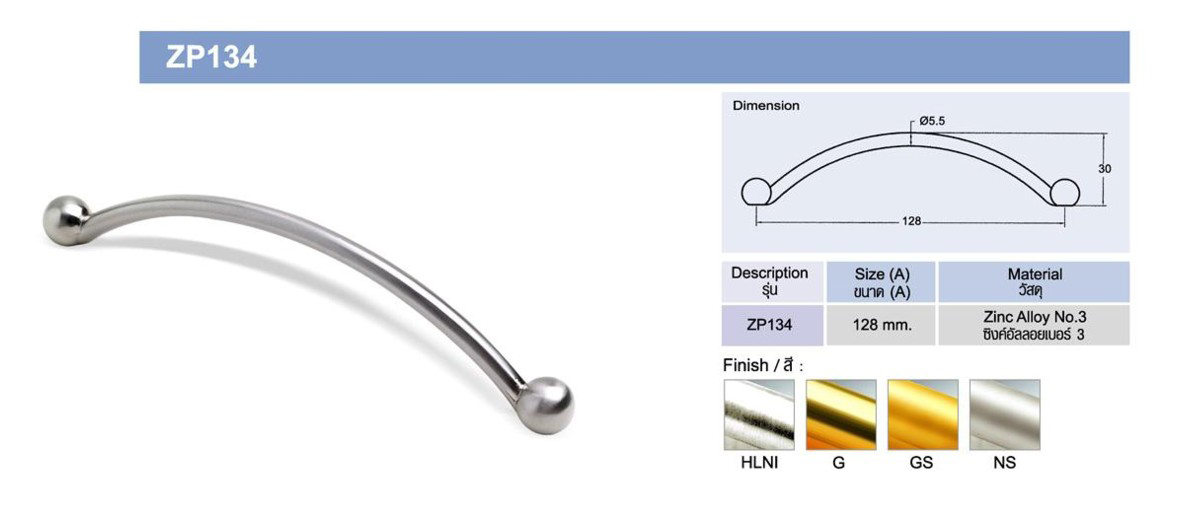 ZP134
Dimension
Ø5.5
30
128
Description
รุ่น
Size (A)
ขนาด (A)
Material
วัสดุ
ZP134
128 mm.
Zinc Alloy No.3
ซิงค์อัลลอยเบอร์ 3
Finish / สี :
HLNI
G
GS
NS